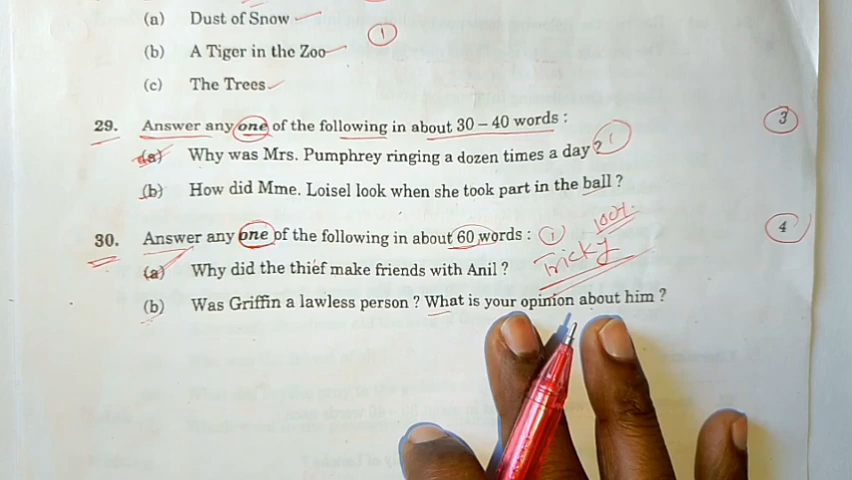 (a) Dust of Snow
1
(b) A Tiger in the Zoo
(c) The Trees
29. Answer any one of the following in about 30 – 40 words : 3
(a) Why was Mrs. Pumphrey ringing a dozen times a day ? 1
(b) How did Mme. Loisel look when she took part in the ball ?
100%
30. Answer any one of the following in about 60 words : 1 4
Tricky
(a) Why did the thief make friends with Anil ?
(b) Was Griffin a lawless person ? What is your opinion about him ?